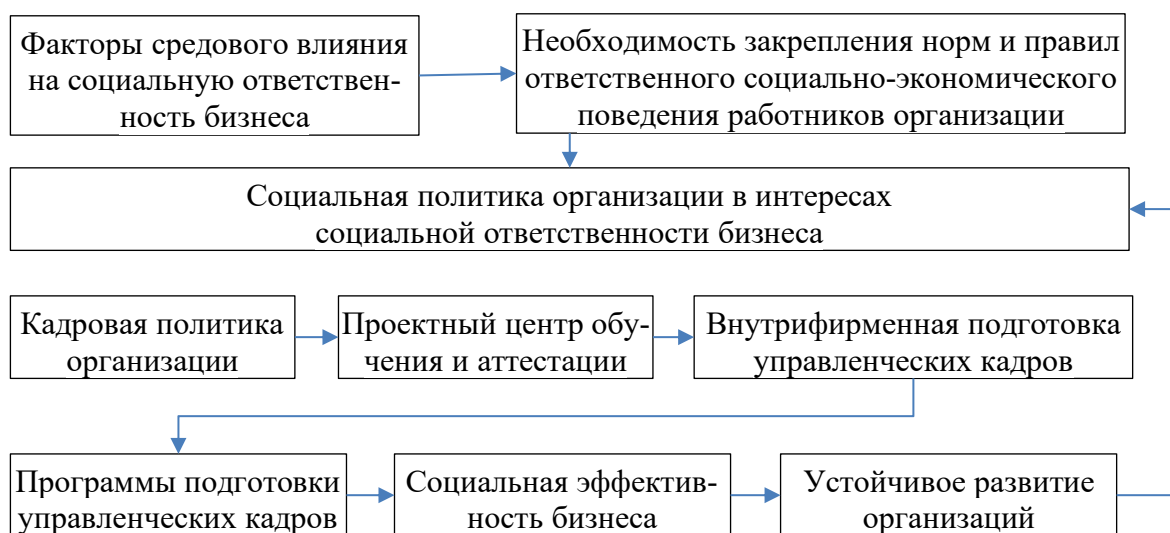 Факторы средового влияния
на социальную ответствен-
ность бизнеса
Необходимость закрепления норм и правил
ответственного социально-экономического
поведения работников организации
Социальная политика организации в интересах
социальной ответственности бизнеса
Кадровая политика
организации
Проектный центр обу-
чения и аттестации
Внутрифирменная подготовка
управленческих кадров
Программы подготовки
управленческих кадров
Социальная эффектив-
ность бизнеса
Устойчивое развитие
организаций